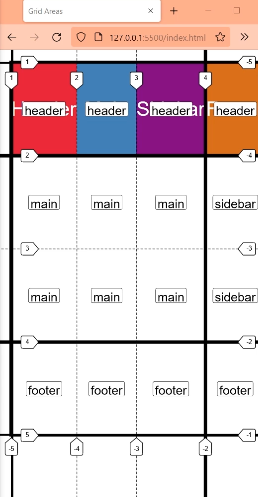 Grid Areas
127.0.0.1:5500/index.html
1 -5
1 2 3 4
header header header header
2 -4
main main main sidebar
3 -3
main main main sidebar
4 -2
footer footer footer footer
5 -1
-5 -4 -3 -2